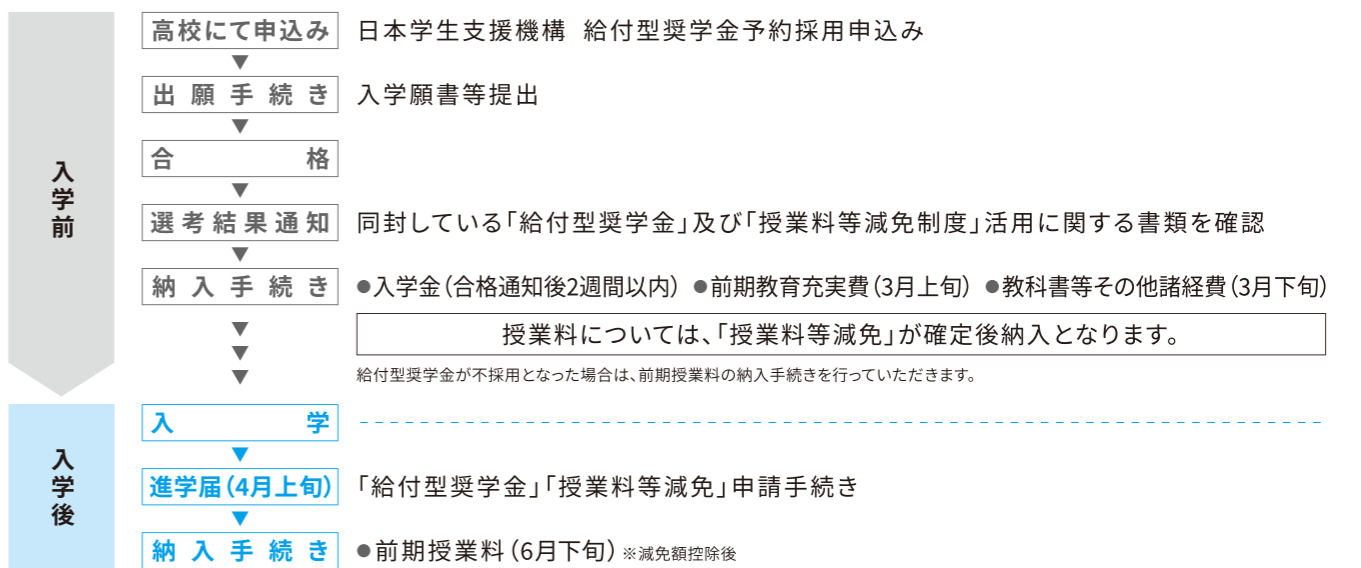 入学前
高校にて申込み 日本学生支援機構 給付型奨学金予約採用申込み
▼
出願手続き 入学願書等提出
▼
合格
▼
選考結果通知 同封している「給付型奨学金」及び「授業料等減免制度」活用に関する書類を確認
▼
納入手続き ●入学金(合格通知後2週間以内) ●前期教育充実費(3月上旬) ●教科書等その他諸経費(3月下旬)
▼
授業料については、「授業料等減免」が確定後納入となります。
▼
▼
給付型奨学金が不採用となった場合は、前期授業料の納入手続きを行っていただきます。
入学後
入学
▼
進学届(4月上旬) 「給付型奨学金」「授業料等減免」申請手続き
▼
納入手続き ●前期授業料(6月下旬)※減免額控除後